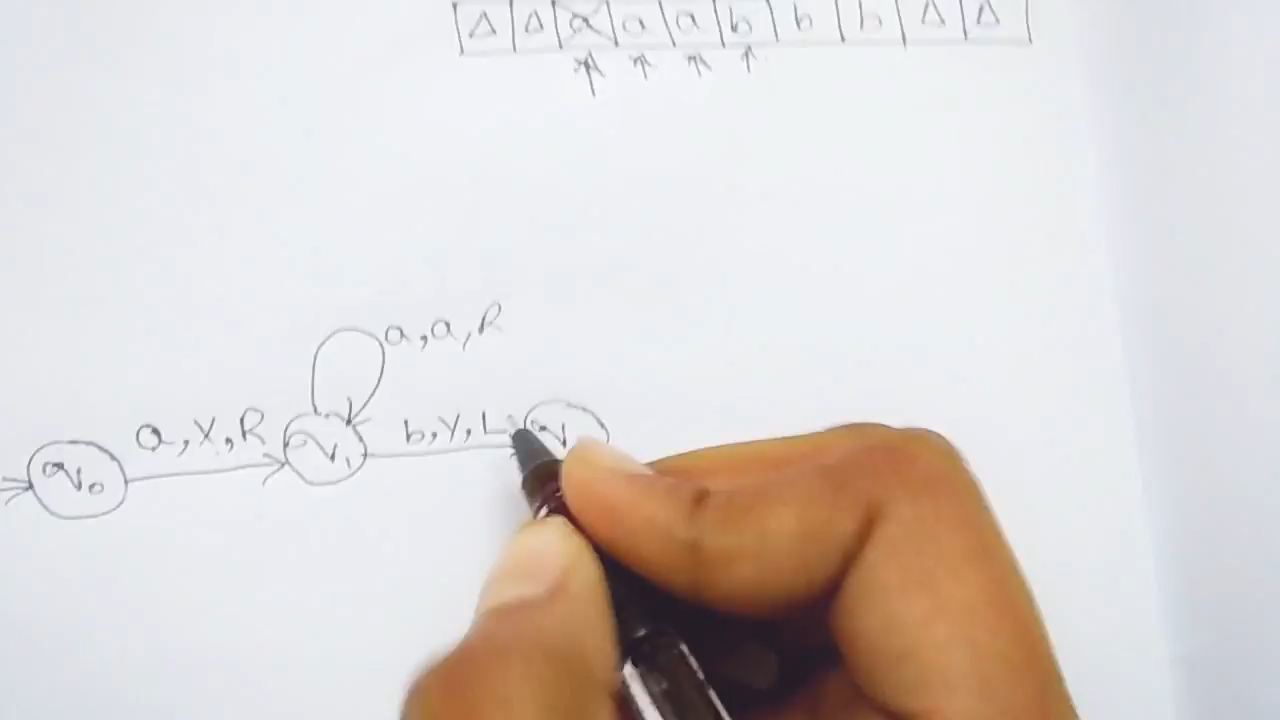 Δ Δ a a a b b b Δ Δ
a, a, R
a, X, R
b, Y, L
q0 q1 q